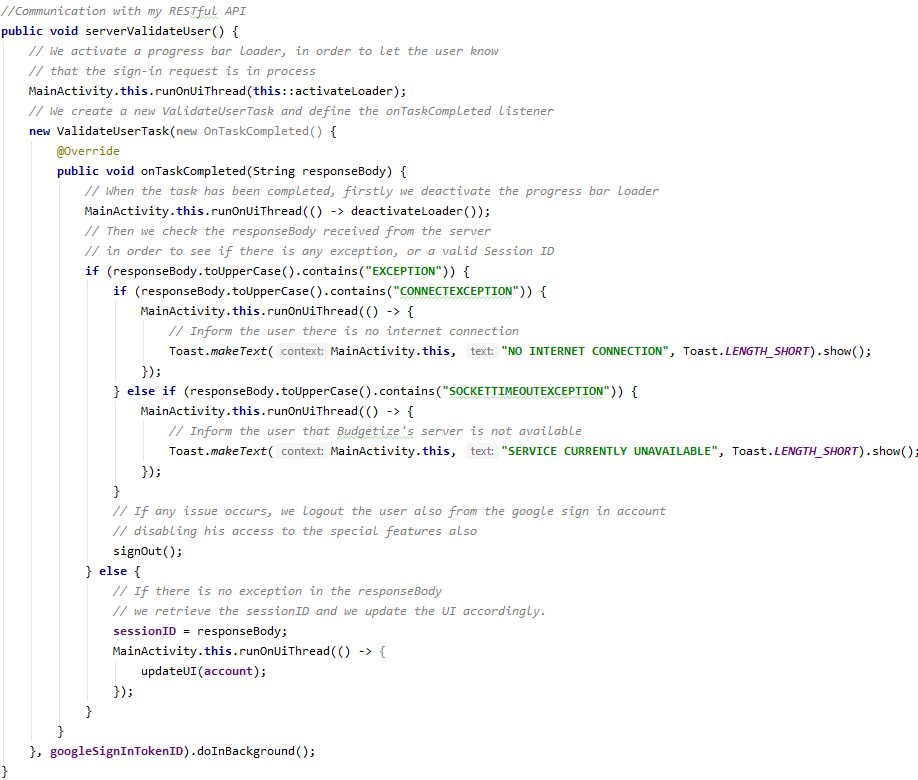 //Communication with my RESTful API
public void serverValidateUser() {
// We activate a progress bar loader, in order to let the user know
// that the sign-in request is in process
MainActivity.this.runOnUiThread(this::activateLoader);
// We create a new ValidateUserTask and define the onTaskCompleted listener
new ValidateUserTask(new OnTaskCompleted() {
@Override
public void onTaskCompleted(String responseBody) {
// When the task has been completed, firstly we deactivate the progress bar loader
MainActivity.this.runOnUiThread(() -> deactivateLoader());
// Then we check the responseBody received from the server
// in order to see if there is any exception, or a valid Session ID
if (responseBody.toUpperCase().contains("EXCEPTION")) {
if (responseBody.toUpperCase().contains("CONNECTEXCEPTION")) {
MainActivity.this.runOnUiThread(() -> {
// Inform the user there is no internet connection
Toast.makeText( context: MainActivity.this, text: "NO INTERNET CONNECTION", Toast.LENGTH_SHORT).show();
});
} else if (responseBody.toUpperCase().contains("SOCKETTIMEOUTEXCEPTION")) {
MainActivity.this.runOnUiThread(() -> {
// Inform the user that Budgetize's server is not available
Toast.makeText( context: MainActivity.this, text: "SERVICE CURRENTLY UNAVAILABLE", Toast.LENGTH_SHORT).show();
});
}
// If any issue occurs, we logout the user also from the google sign in account
// disabling his access to the special features also
signOut();
} else {
// If there is no exception in the responseBody
// we retrieve the sessionID and we update the UI accordingly.
sessionID = responseBody;
MainActivity.this.runOnUiThread(() -> {
updateUI(account);
});
}
}
}, googleSignInTokenID).doInBackground();
}